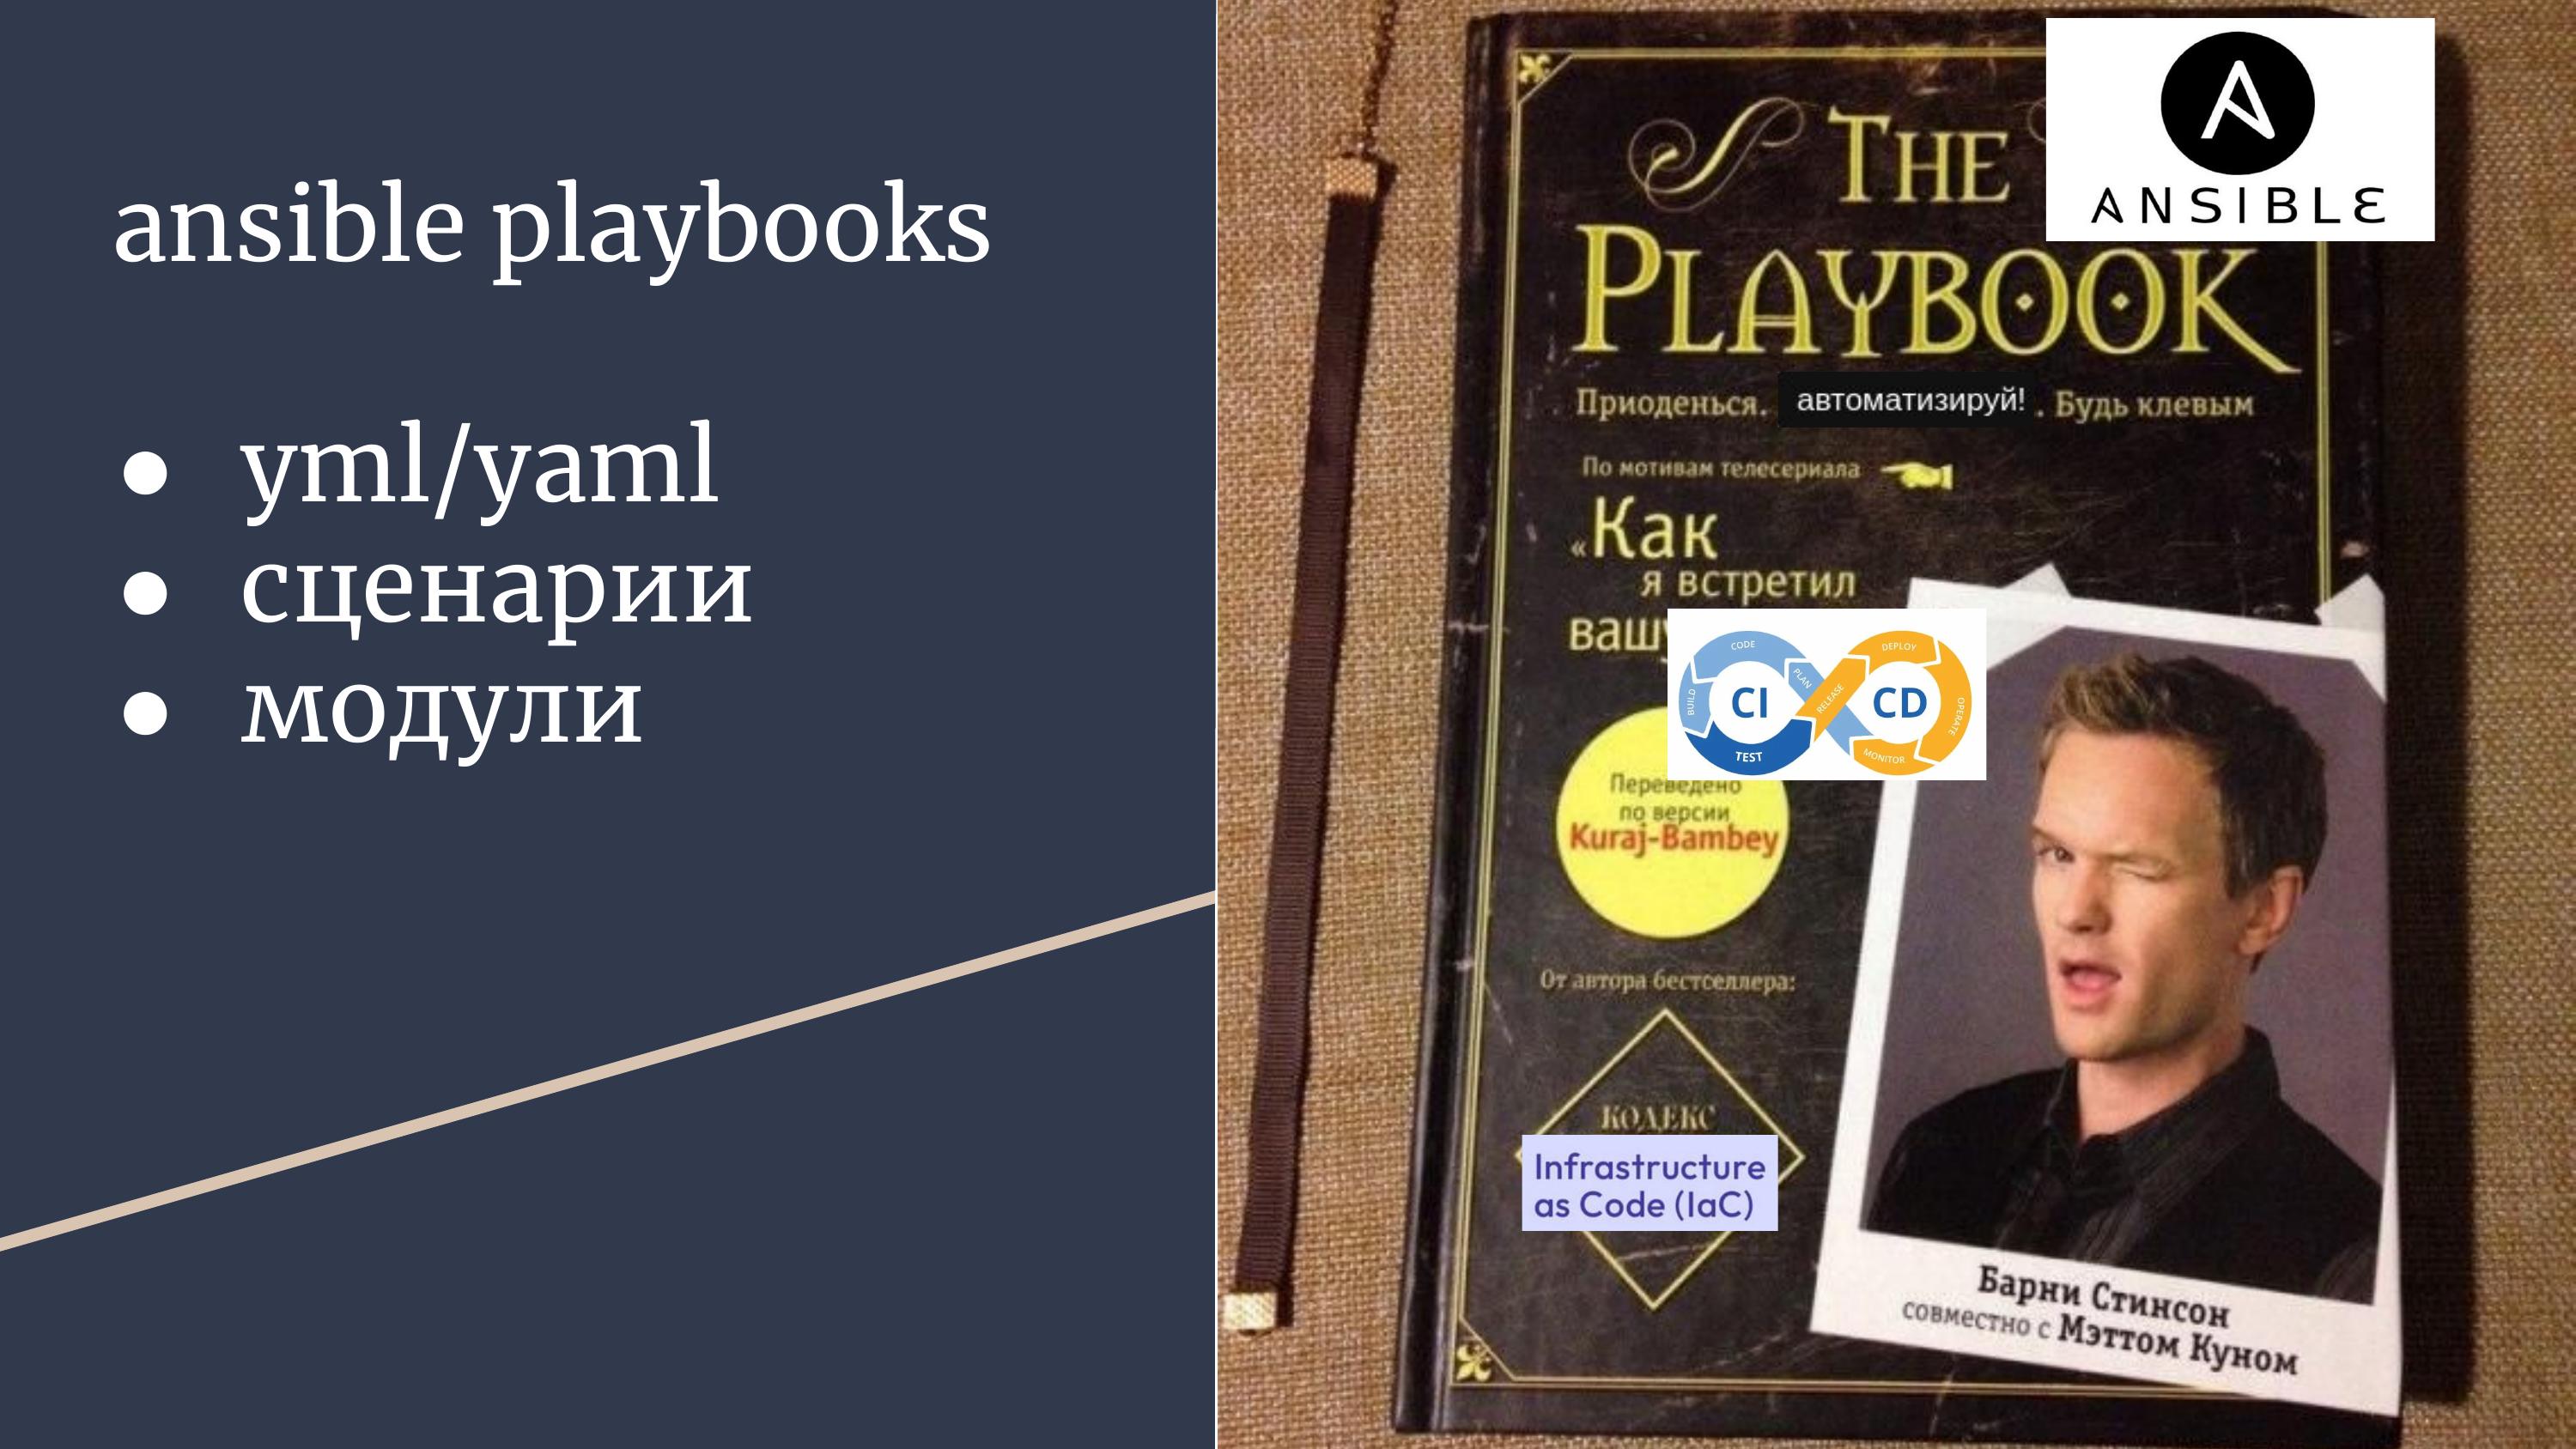 ansible playbooks
● yml/yaml
● сценарии
● модули
ANSIBLE
THE
PLAYBOOK
Приоденься. автоматизируй! . Будь клевым
По мотивам телесериала
«Как
я встретил
вашу
CODE
DEPLOY
PLAN
BUILD
CI
RELEASE
CD
OPERATE
TEST
MONITOR
Переведено
по версии
Kuraj-Bambey
От автора бестселлера:
КОДЕКС
Infrastructure
as Code (IaC)
Барни Стинсон
совместно с Мэттом Куном